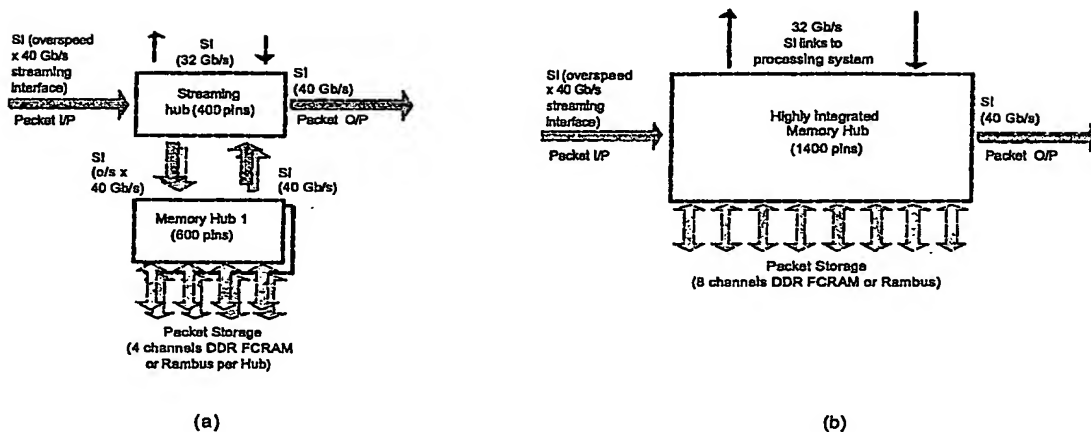 SI (overspeed
x 40 Gb/s
streaming
interface)
Packet I/P
SI
(32 Gb/s)
Streaming
hub (400 pins)
SI
(40 Gb/s)
Packet O/P
SI
(o/s x
40 Gb/s)
SI
(40 Gb/s)
Memory Hub 1
(600 pins)
Packet Storage
(4 channels DDR FCRAM
or Rambus per Hub)
(a)
32 Gb/s
SI links to
processing system
SI (overspeed
x 40 Gb/s
streaming
interface)
Packet I/P
Highly Integrated
Memory Hub
(1400 pins)
SI
(40 Gb/s)
Packet O/P
Packet Storage
(8 channels DDR FCRAM or Rambus)
(b)